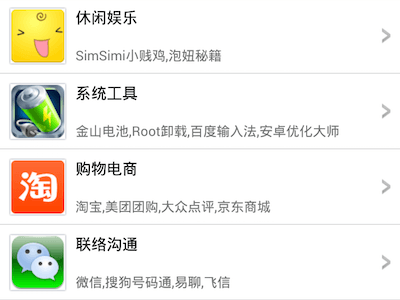 休闲娱乐
SimSimi小贱鸡,泡妞秘籍
系统工具
金山电池,Root卸载,百度输入法,安卓优化大师
淘
购物电商
淘宝,美团团购,大众点评,京东商城
联络沟通
微信,搜狗号码通,易聊,飞信